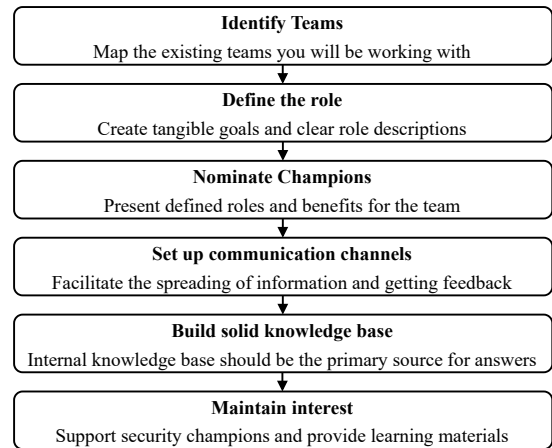 Identify Teams
Map the existing teams you will be working with
Define the role
Create tangible goals and clear role descriptions
Nominate Champions
Present defined roles and benefits for the team
Set up communication channels
Facilitate the spreading of information and getting feedback
Build solid knowledge base
Internal knowledge base should be the primary source for answers
Maintain interest
Support security champions and provide learning materials